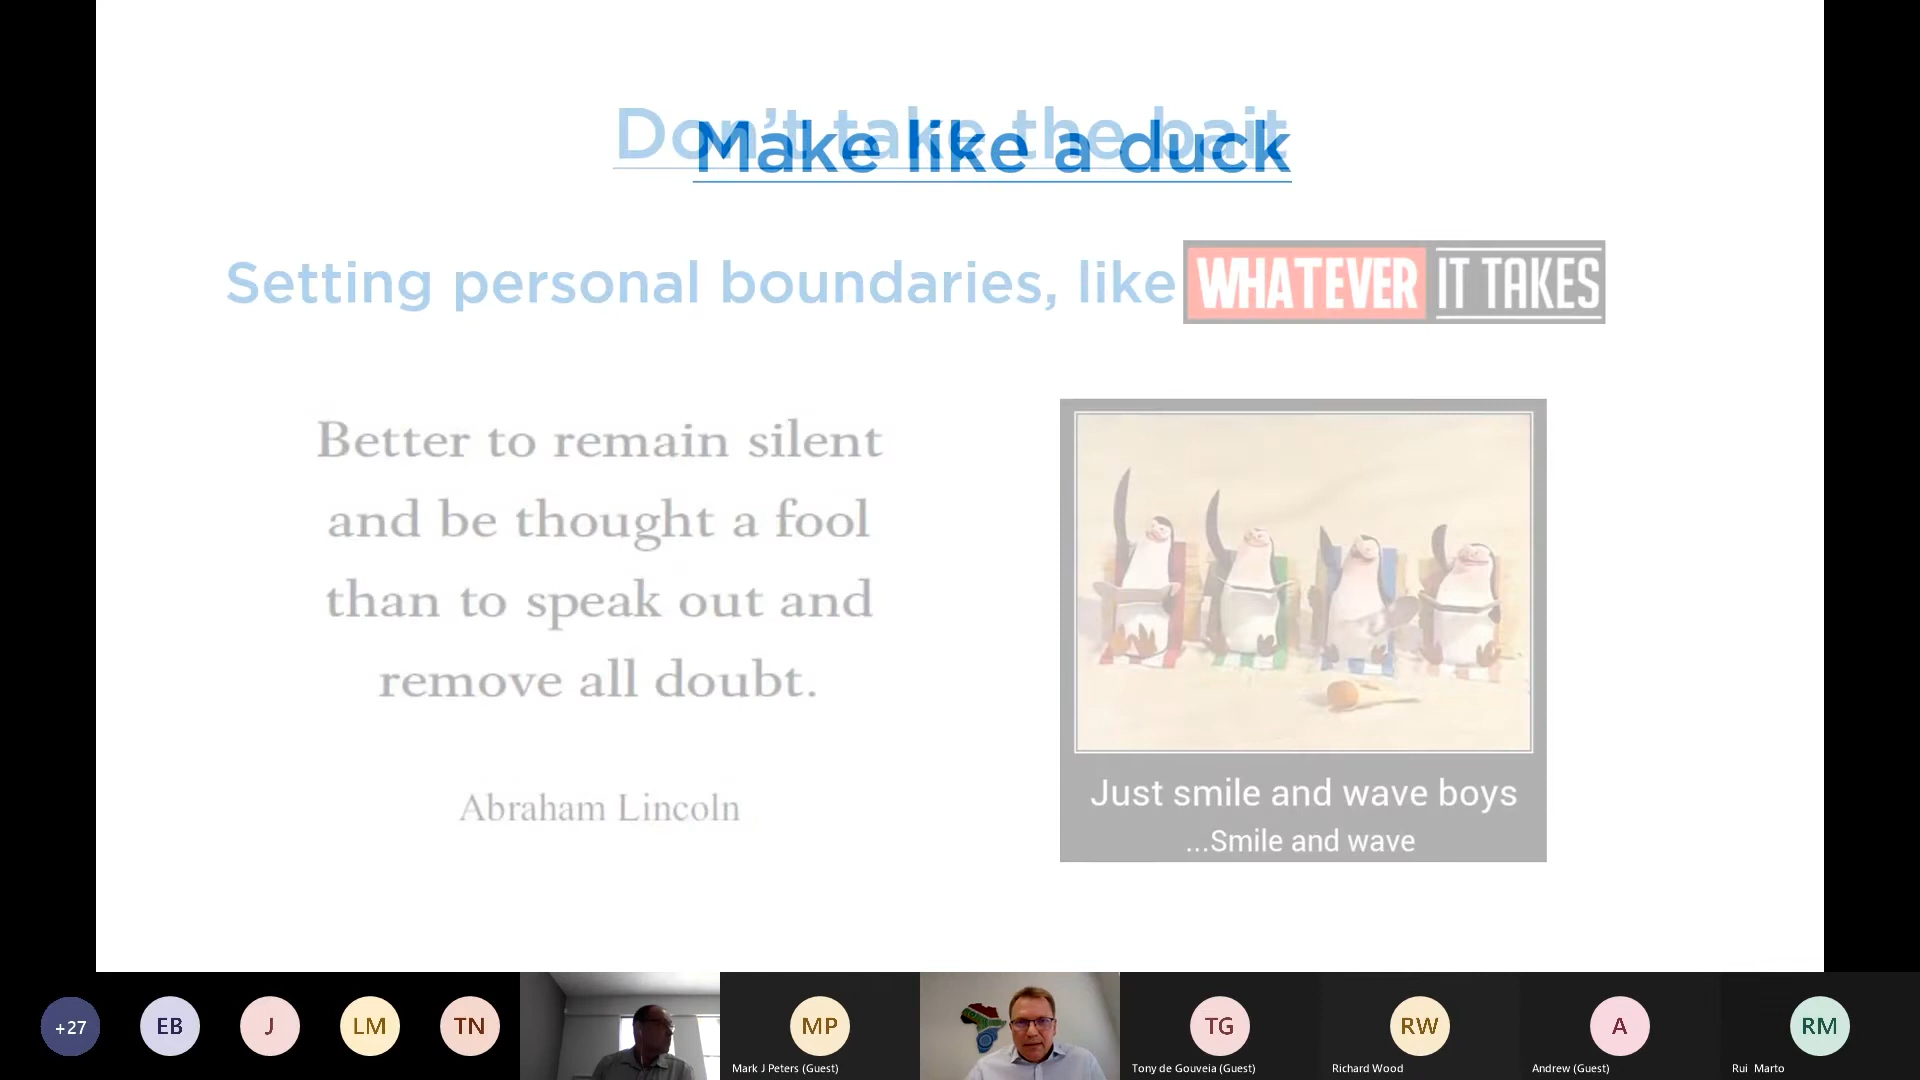 Don't take the bait
Make like a duck
Setting personal boundaries, like WHATEVER IT TAKES
Better to remain silent
and be thought a fool
than to speak out and
remove all doubt.
Abraham Lincoln
Just smile and wave boys
...Smile and wave
+27
EB
J
LM
TN
MP
Mark J Peters (Guest)
TG
Tony de Gouveia (Guest)
RW
Richard Wood
A
Andrew (Guest)
RM
Rui Marto